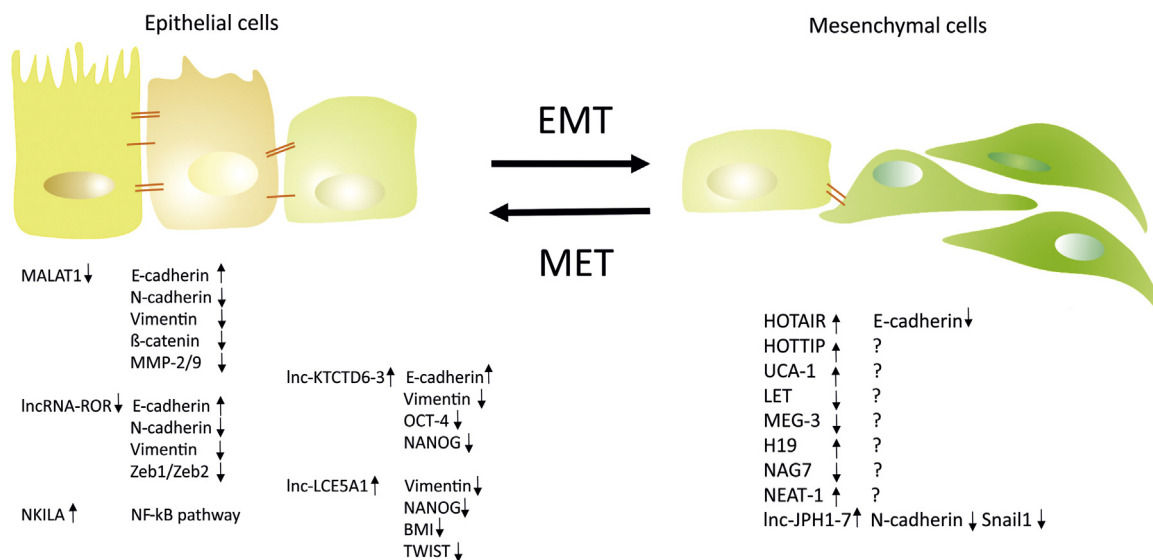 Epithelial cells
Mesenchymal cells
EMT
MET
MALAT1↓ E-cadherin ↑
N-cadherin ↓
Vimentin ↓
ß-catenin ↓
MMP-2/9 ↓
lncRNA-ROR↓ E-cadherin ↑
N-cadherin ↓
Vimentin ↓
Zeb1/Zeb2 ↓
NKILA ↑ NF-kB pathway
lnc-KTCTD6-3↑ E-cadherin↑
Vimentin ↓
OCT-4 ↓
NANOG ↓
lnc-LCE5A1↑ Vimentin↓
NANOG↓
BMI↓
TWIST↓
HOTAIR ↑ E-cadherin↓
HOTTIP ↑ ?
UCA-1 ↑ ?
LET ↓ ?
MEG-3 ↓ ?
H19 ↑ ?
NAG7 ↓ ?
NEAT-1 ↑ ?
lnc-JPH1-7↑ N-cadherin ↓ Snail1 ↓